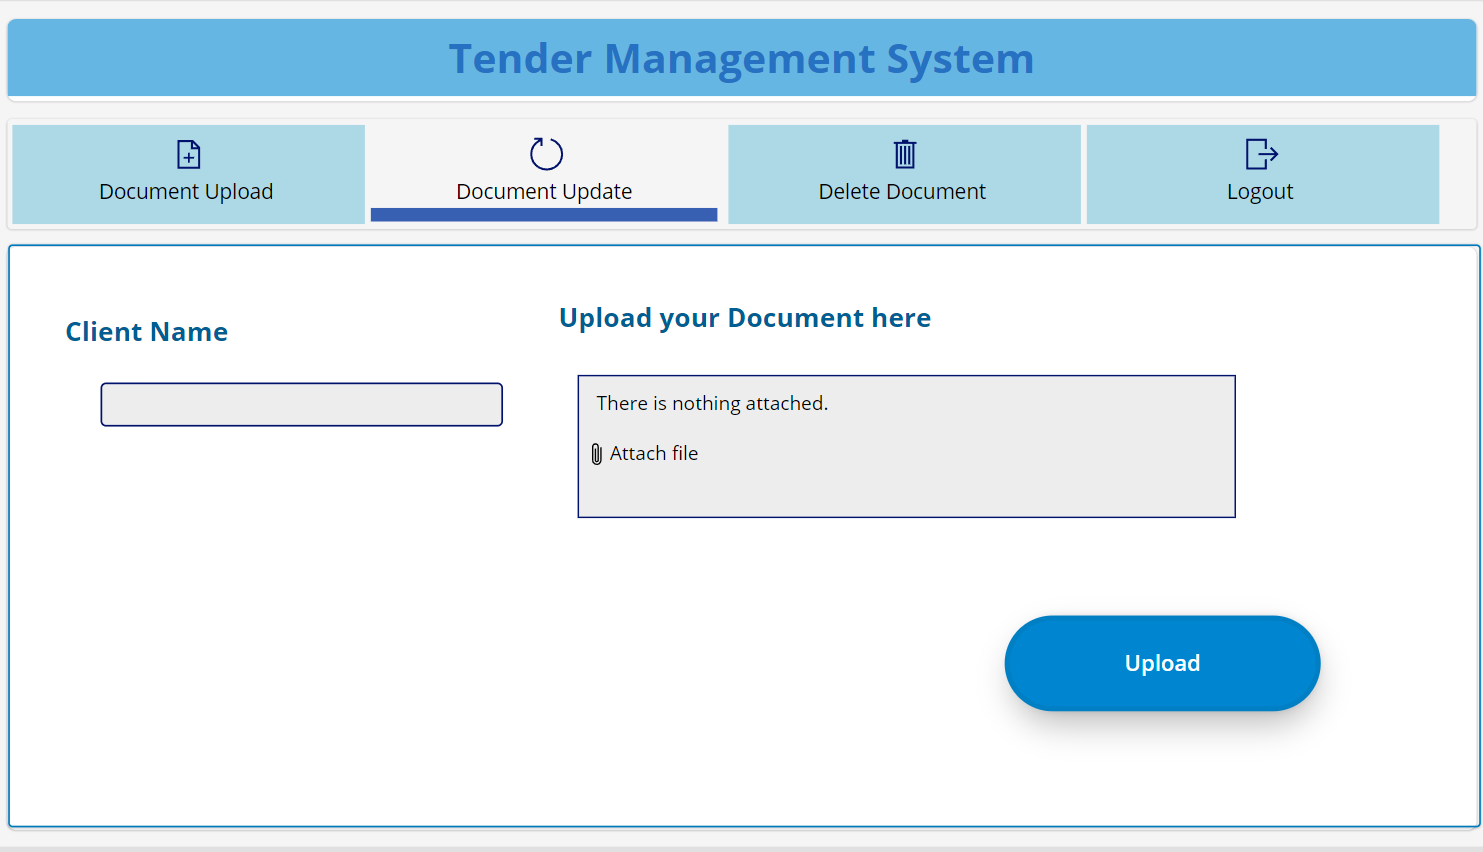 Tender Management System
Document Upload
Document Update
Delete Document
Logout
Client Name
Upload your Document here
There is nothing attached.
Attach file
Upload